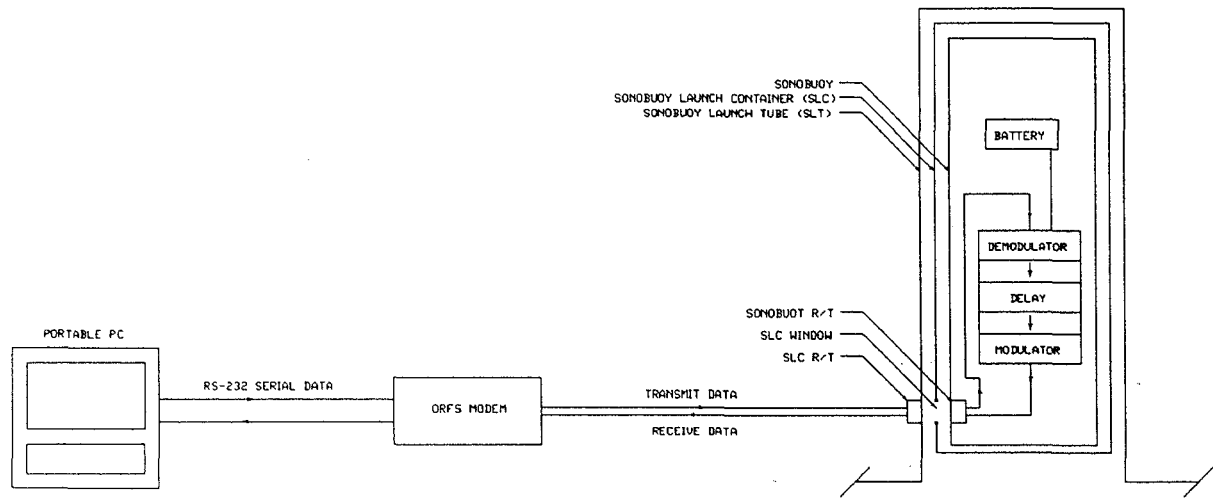 SONOBUOY
SONOBUOY LAUNCH CONTAINER (SLC)
SONOBUOY LAUNCH TUBE (SLT)
BATTERY
DEMODULATOR
DELAY
MODULATOR
SONOBUOT R/T
SLC WINDOW
SLC R/T
PORTABLE PC
RS-232 SERIAL DATA
ORFS MODEM
TRANSMIT DATA
RECEIVE DATA